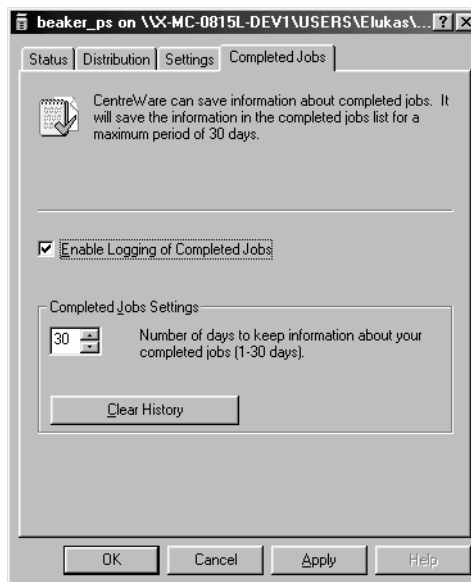 beaker_ps on \\X-MC-0815L-DEV1\USERS\Elukas\...
Status Distribution Settings Completed Jobs
CentreWare can save information about completed jobs. It
will save the information in the completed jobs list for a
maximum period of 30 days.
Enable Logging of Completed Jobs
Completed Jobs Settings
30 Number of days to keep information about your
completed jobs (1-30 days).
Clear History
OK Cancel Apply Help